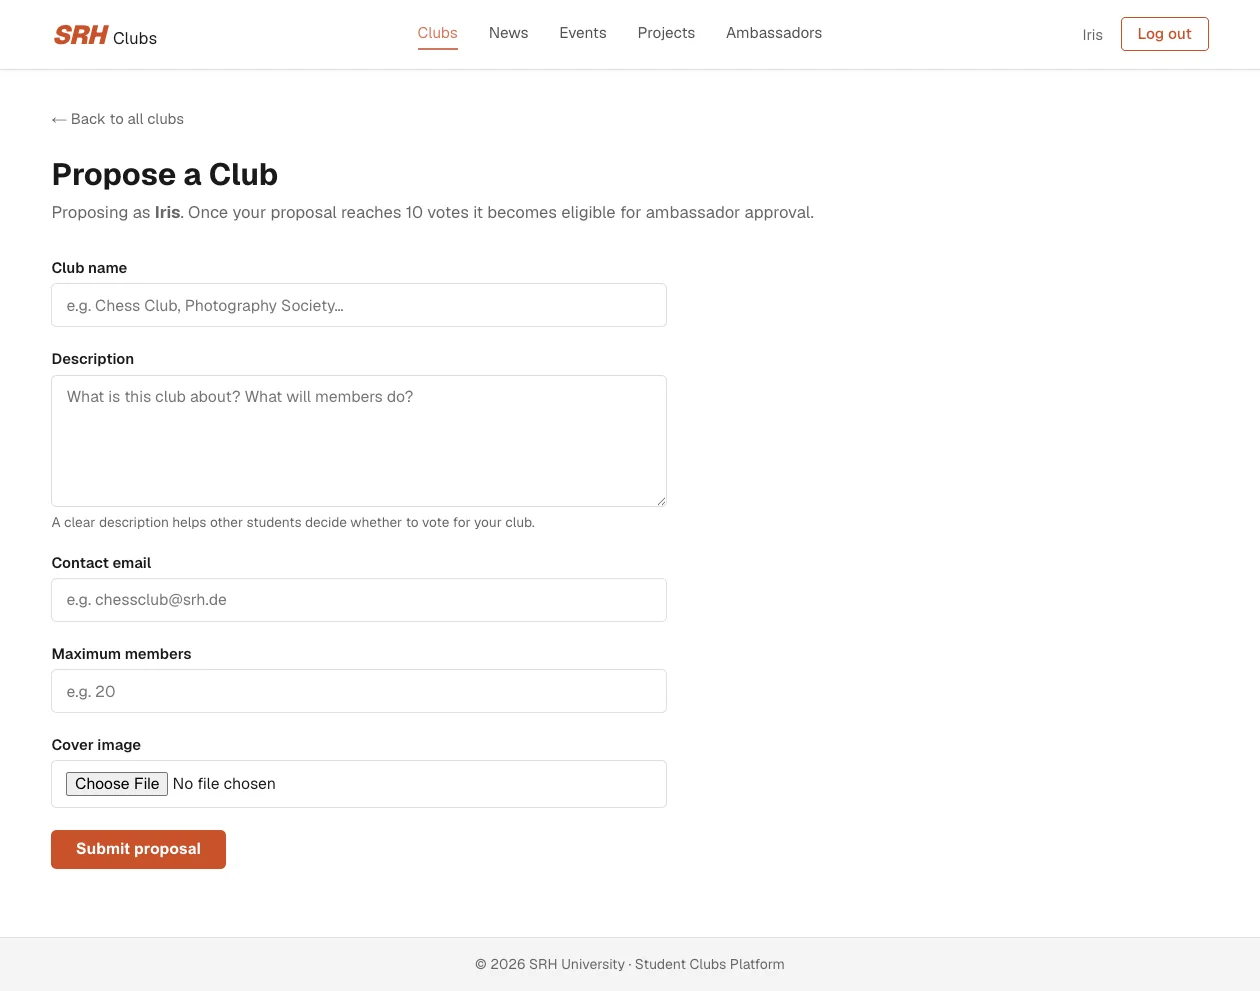 SRH Clubs
Clubs News Events Projects Ambassadors
Iris Log out
← Back to all clubs
Propose a Club
Proposing as Iris. Once your proposal reaches 10 votes it becomes eligible for ambassador approval.
Club name
e.g. Chess Club, Photography Society...
Description
What is this club about? What will members do?
A clear description helps other students decide whether to vote for your club.
Contact email
e.g. chessclub@srh.de
Maximum members
e.g. 20
Cover image
Choose File No file chosen
Submit proposal
© 2026 SRH University · Student Clubs Platform